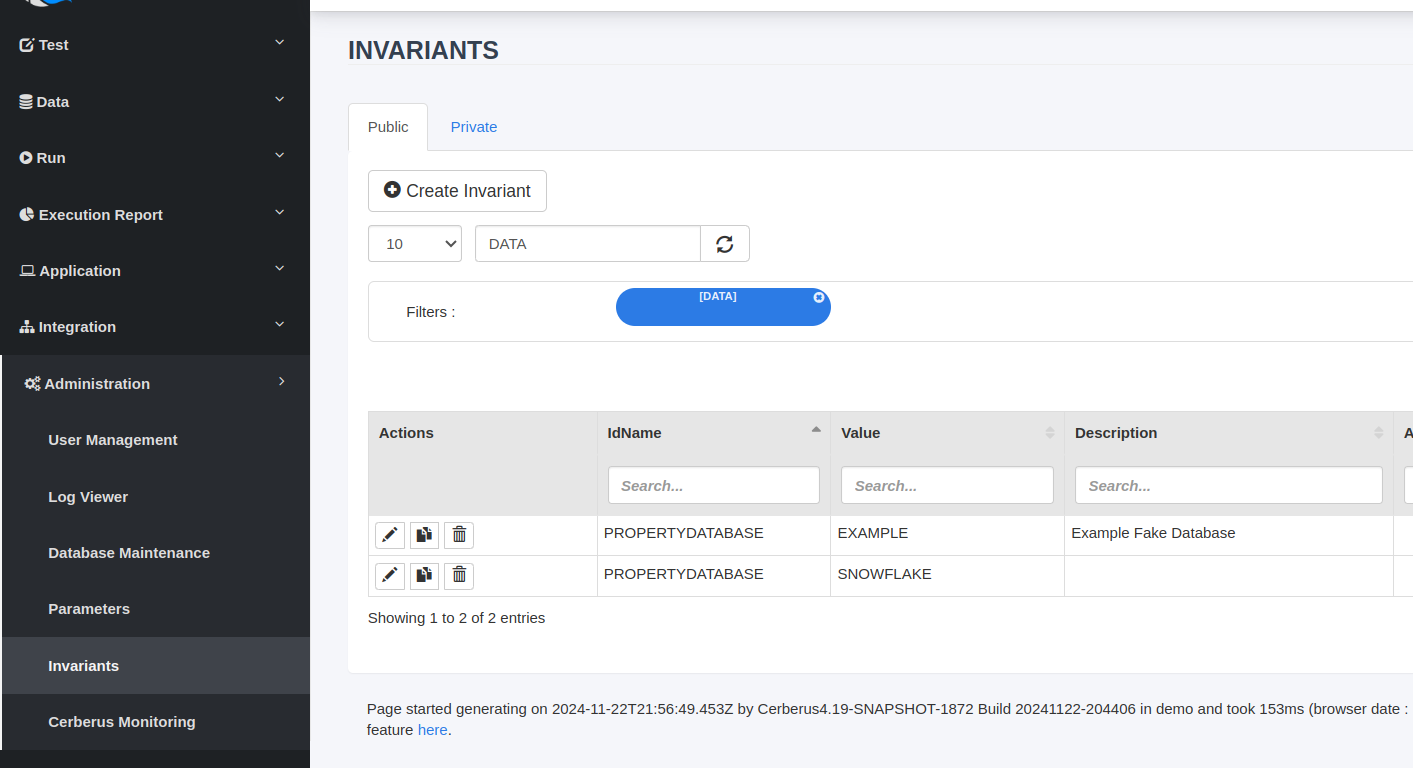 Test
Data
Run
Execution Report
Application
Integration
Administration
User Management
Log Viewer
Database Maintenance
Parameters
Invariants
Cerberus Monitoring
INVARIANTS
Public Private
Create Invariant
10 DATA
Filters : [DATA]
Actions IdName Value Description A
Search... Search... Search...
PROPERTYDATABASE EXAMPLE Example Fake Database
PROPERTYDATABASE SNOWFLAKE
Showing 1 to 2 of 2 entries
Page started generating on 2024-11-22T21:56:49.453Z by Cerberus4.19-SNAPSHOT-1872 Build 20241122-204406 in demo and took 153ms (browser date :
feature here.